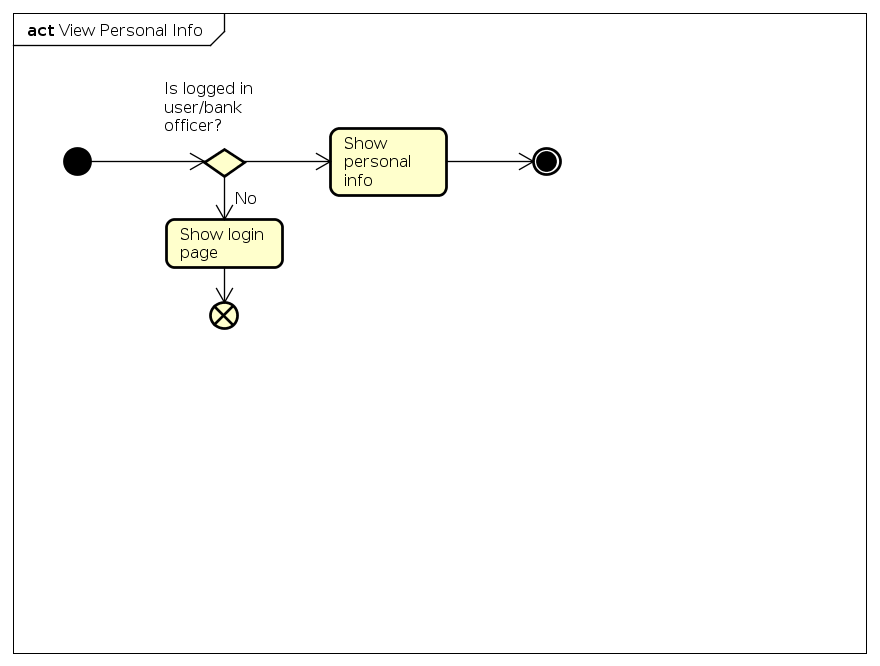 act View Personal Info
Is logged in
user/bank
officer?
Show
personal
info
No
Show login
page